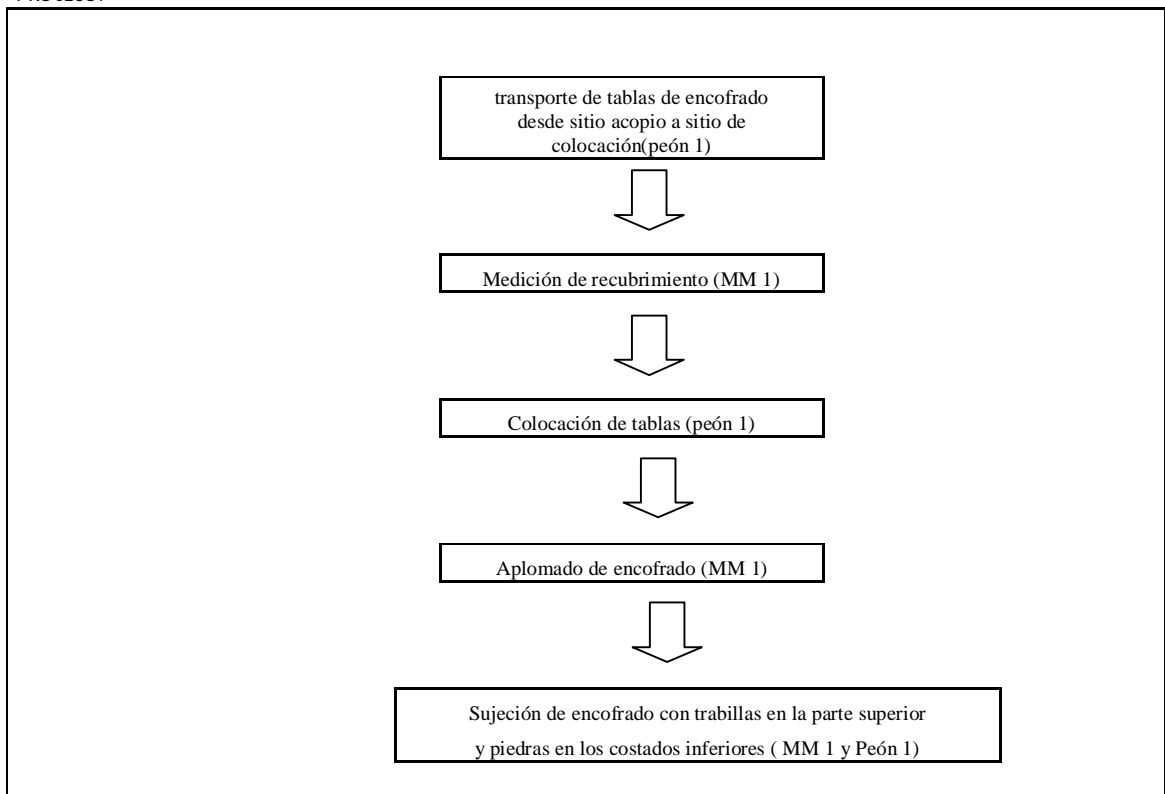 transporte de tablas de encofrado
desde sitio acopio a sitio de
colocación(peón 1)
Medición de recubrimiento (MM 1)
Colocación de tablas (peón 1)
Aplomado de encofrado (MM 1)
Sujeción de encofrado con trabillas en la parte superior
y piedras en los costados inferiores ( MM 1 y Peón 1)